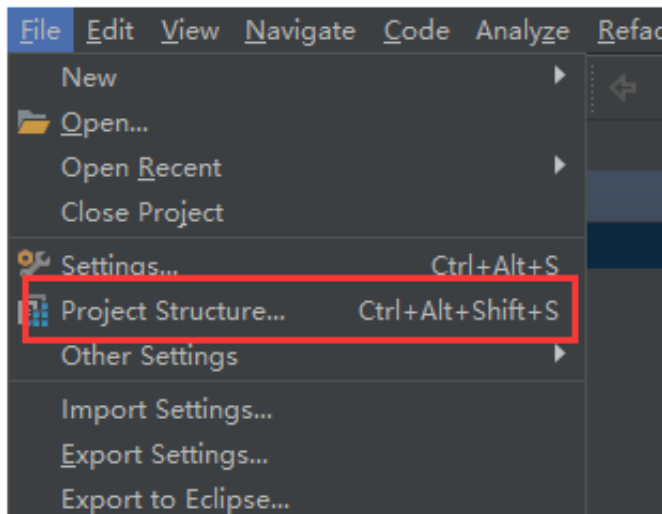 File Edit View Navigate Code Analyze Refac
New
Open...
Open Recent
Close Project
Settings... Ctrl+Alt+S
Project Structure... Ctrl+Alt+Shift+S
Other Settings
Import Settings...
Export Settings...
Export to Eclipse...